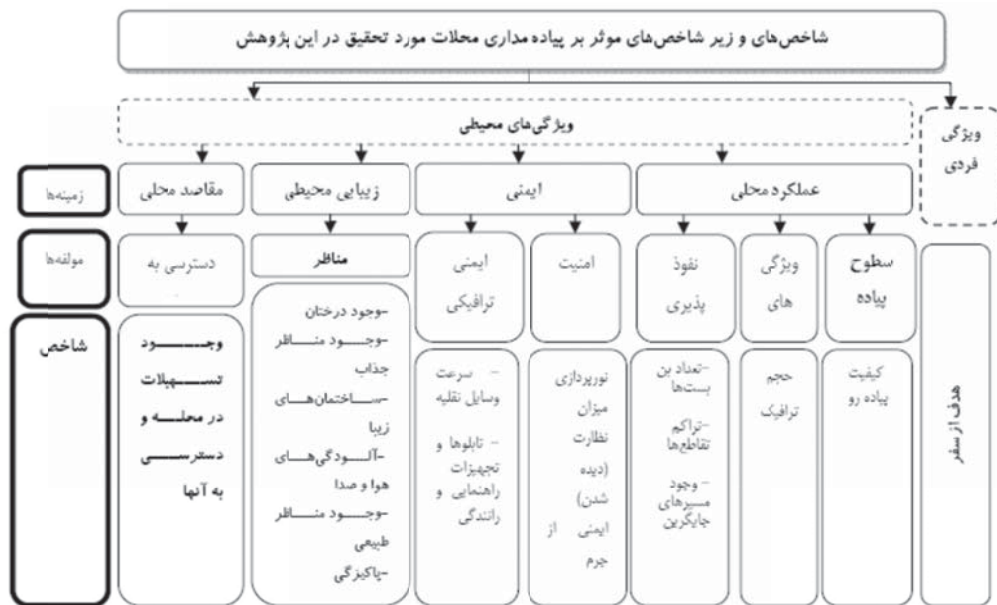 شاخص‌های و زیر شاخص‌های موثر بر پیاده مداری محلات مورد تحقیق در این پژوهش
ویژگی
فردی
ویژگی‌های محیطی
زمینه‌ها
مقاصد محلی
زیبایی محیطی
ایمنی
عملکرد محلی
مولفه‌ها
دسترسی به
مناظر
ایمنی
ترافیکی
امنیت
نفوذ
پذیری
ویژگی
های
سطوح
پیاده
شاخص
وجود
تسهیلات
در محله و
دسترسی
به آنها
-وجود درختان
-وجود مناظر
جذاب
-ساختمان‌های
زیبا
-آلودگی‌های
هوا و صدا
-وجود مناظر
طبیعی
-پاکیزگی
- سرعت
وسایل نقلیه
- تابلوها و
تجهیزات
راهنمایی و
رانندگی
نورپردازی
میزان
نظارت
(دیده
شدن)
ایمنی از
جرم
-تعداد بن
بست‌ها
-تراکم
تقاطع‌ها
- وجود
مسیرهای
جایگزین
حجم
ترافیک
کیفیت
پیاده رو
هدف از سفر